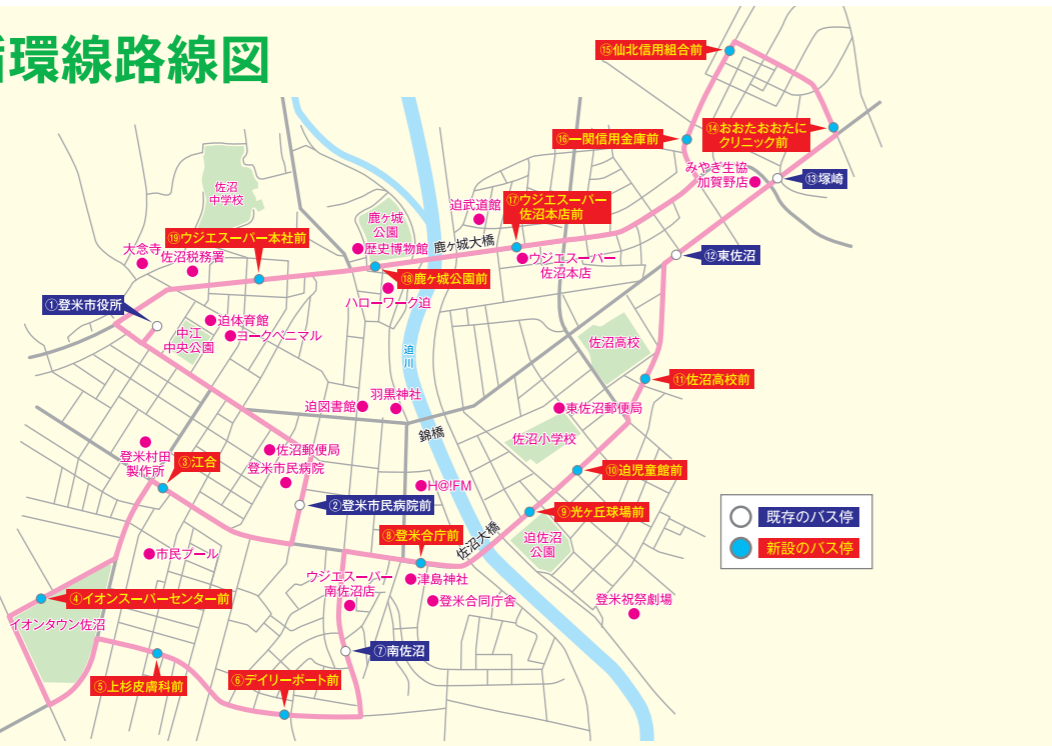 循環線路線図
⑮仙北信用組合前
⑯一関信用金庫前
⑭おおたおおたに
クリニック前
みやぎ生協
加賀野店
⑬塚崎
⑫東佐沼
佐沼
中学校
鹿ヶ城
公園
迫武道館
⑰ウジエスーパー
佐沼本店前
⑲ウジエスーパー本社前
歴史博物館
鹿ヶ城大橋
大念寺
佐沼税務署
⑱鹿ヶ城公園前
ウジエスーパー
佐沼本店
①登米市役所
ハローワーク迫
迫体育館
中江
中央公園
ヨークベニマル
迫川
佐沼高校
⑪佐沼高校前
羽黒神社
迫図書館
東佐沼郵便局
錦橋
佐沼小学校
登米村田
製作所
③江合
佐沼郵便局
登米市民病院
⑩迫児童館前
H@!FM
②登米市民病院前
⑨光ヶ丘球場前
⑧登米合庁前
佐沼大橋
迫佐沼
公園
既存のバス停
新設のバス停
市民プール
ウジエスーパー
南佐沼店
津島神社
④イオンスーパーセンター前
登米合同庁舎
登米祝祭劇場
イオンタウン佐沼
⑦南佐沼
⑤上杉皮膚科前
⑥デイリーポート前